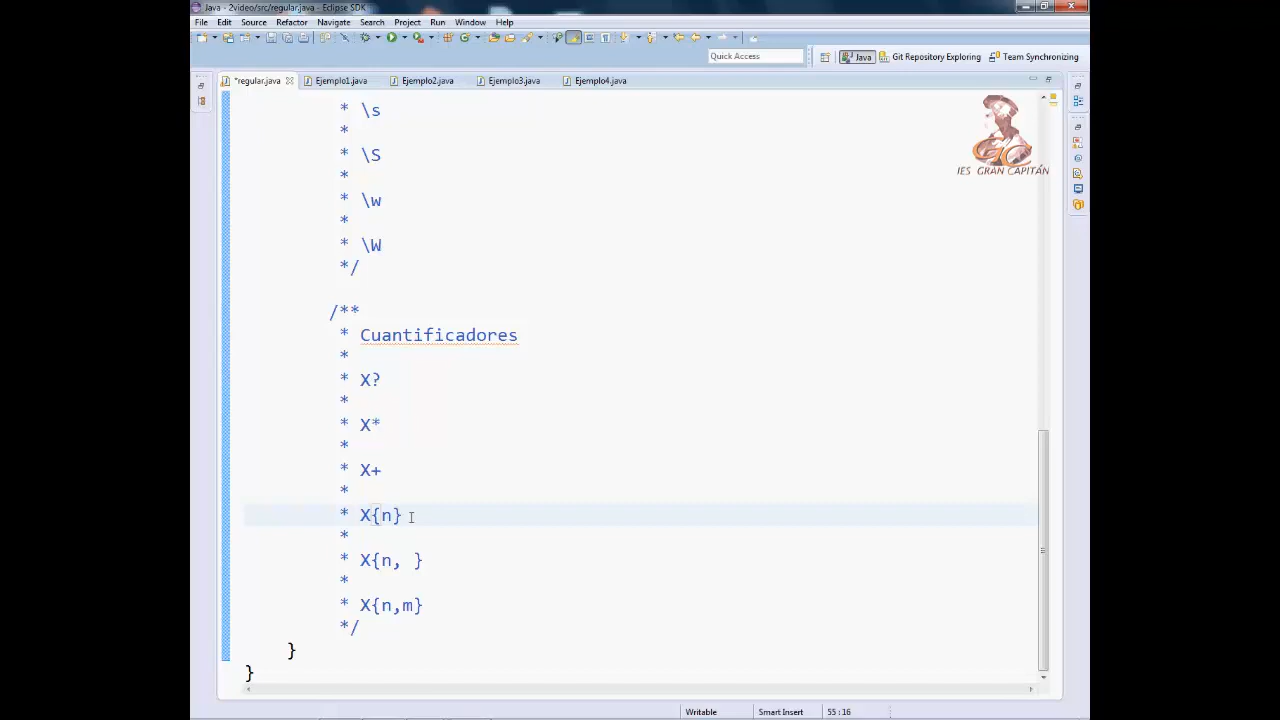 Java - 2video/src/regular.java - Eclipse SDK
File Edit Source Refactor Navigate Search Project Run Window Help
Quick Access
Java
Git Repository Exploring
Team Synchronizing
*regular.java Ejemplo1.java Ejemplo2.java Ejemplo3.java Ejemplo4.java
* \s
*
* \S
*
* \w
*
* \W
*/
/**
* Cuantificadores
*
* X?
*
* X*
*
* X+
*
* X{n}
*
* X{n, }
*
* X{n,m}
*/
}
}
GC
IES GRAN CAPITÁN
Writable Smart Insert 55 : 16